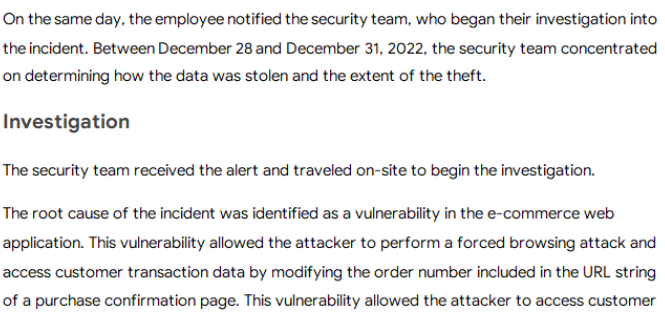 On the same day, the employee notified the security team, who began their investigation into
the incident. Between December 28 and December 31, 2022, the security team concentrated
on determining how the data was stolen and the extent of the theft.
Investigation
The security team received the alert and traveled on-site to begin the investigation.
The root cause of the incident was identified as a vulnerability in the e-commerce web
application. This vulnerability allowed the attacker to perform a forced browsing attack and
access customer transaction data by modifying the order number included in the URL string
of a purchase confirmation page. This vulnerability allowed the attacker to access customer